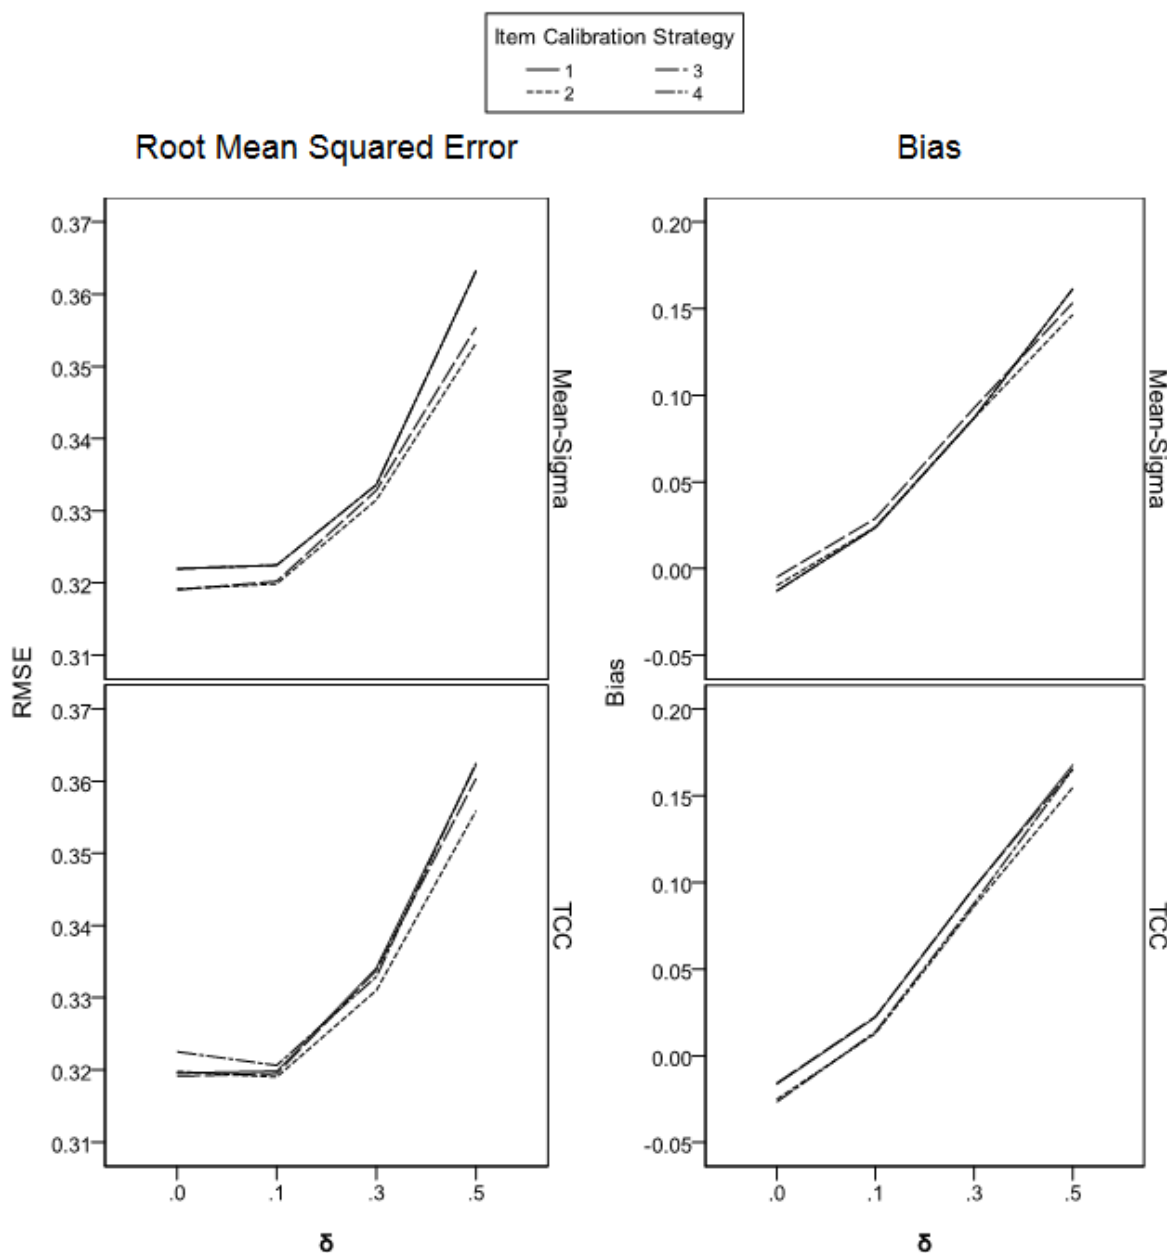 Item Calibration Strategy
1 3
2 4
Root Mean Squared Error
Bias
0.37
0.36
0.35
0.34
0.33
0.32
0.31
Mean-Sigma
0.20
0.15
0.10
0.05
0.00
-0.05
Mean-Sigma
RMSE
Bias
0.37
0.36
0.35
0.34
0.33
0.32
0.31
TCC
0.20
0.15
0.10
0.05
0.00
-0.05
TCC
.0 .1 .3 .5
.0 .1 .3 .5
δ
δ